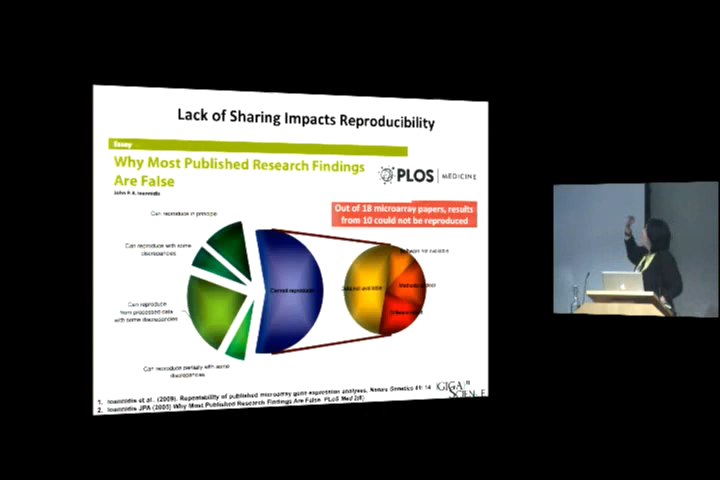 Lack of Sharing Impacts Reproducibility
Essay
Why Most Published Research Findings
Are False
John P. A. Ioannidis
PLOS | MEDICINE
Out of 18 microarray papers, results
from 10 could not be reproduced
Can reproduce in principle
Can reproduce with some
discrepancies
Can reproduce
from processed data
with some discrepancies
Can reproduce partially with some
discrepancies
Cannot reproduce
1. Ioannidis et al., (2009). Repeatability of published microarray gene expression analyses. Nature Genetics 41: 14
2. Ioannidis JPA (2005) Why Most Published Research Findings Are False. PLoS Med 2(8)
GIGA
SCIENCE